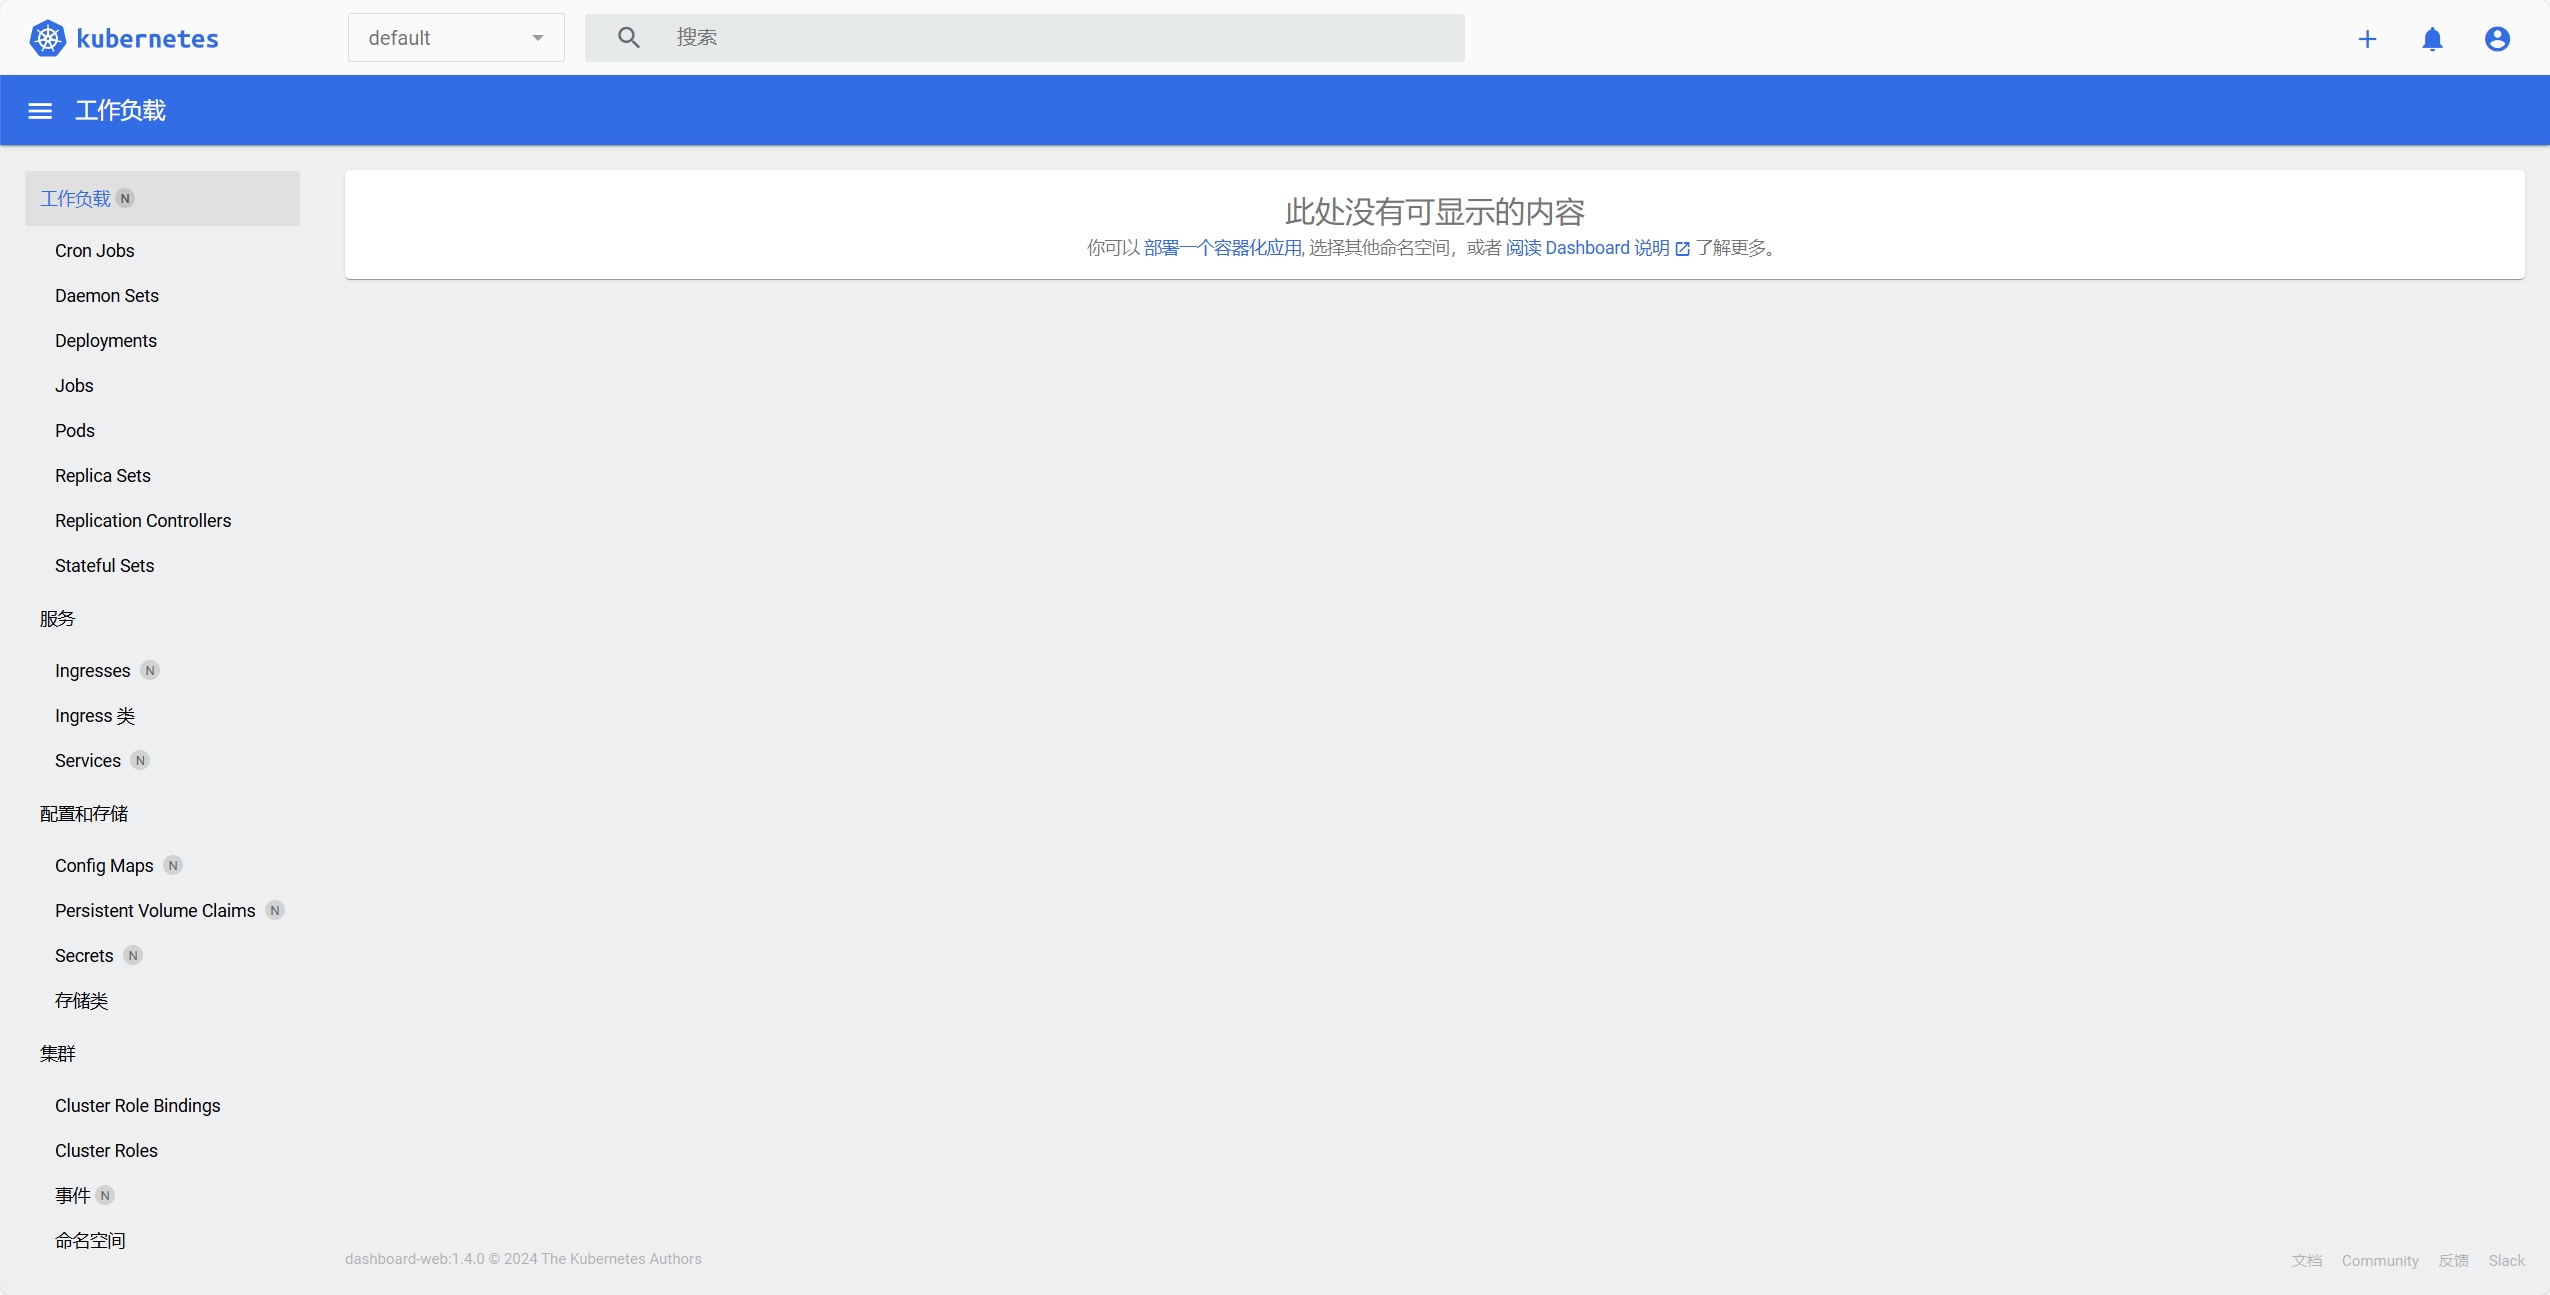 kubernetes
default
搜索
工作负载
工作负载 N
Cron Jobs
Daemon Sets
Deployments
Jobs
Pods
Replica Sets
Replication Controllers
Stateful Sets
服务
Ingresses N
Ingress 类
Services N
配置和存储
Config Maps N
Persistent Volume Claims N
Secrets N
存储类
集群
Cluster Role Bindings
Cluster Roles
事件 N
命名空间
此处没有可显示的内容
你可以 部署一个容器化应用, 选择其他命名空间，或者 阅读 Dashboard 说明 了解更多。
dashboard-web:1.4.0 © 2024 The Kubernetes Authors
文档 Community 反馈 Slack